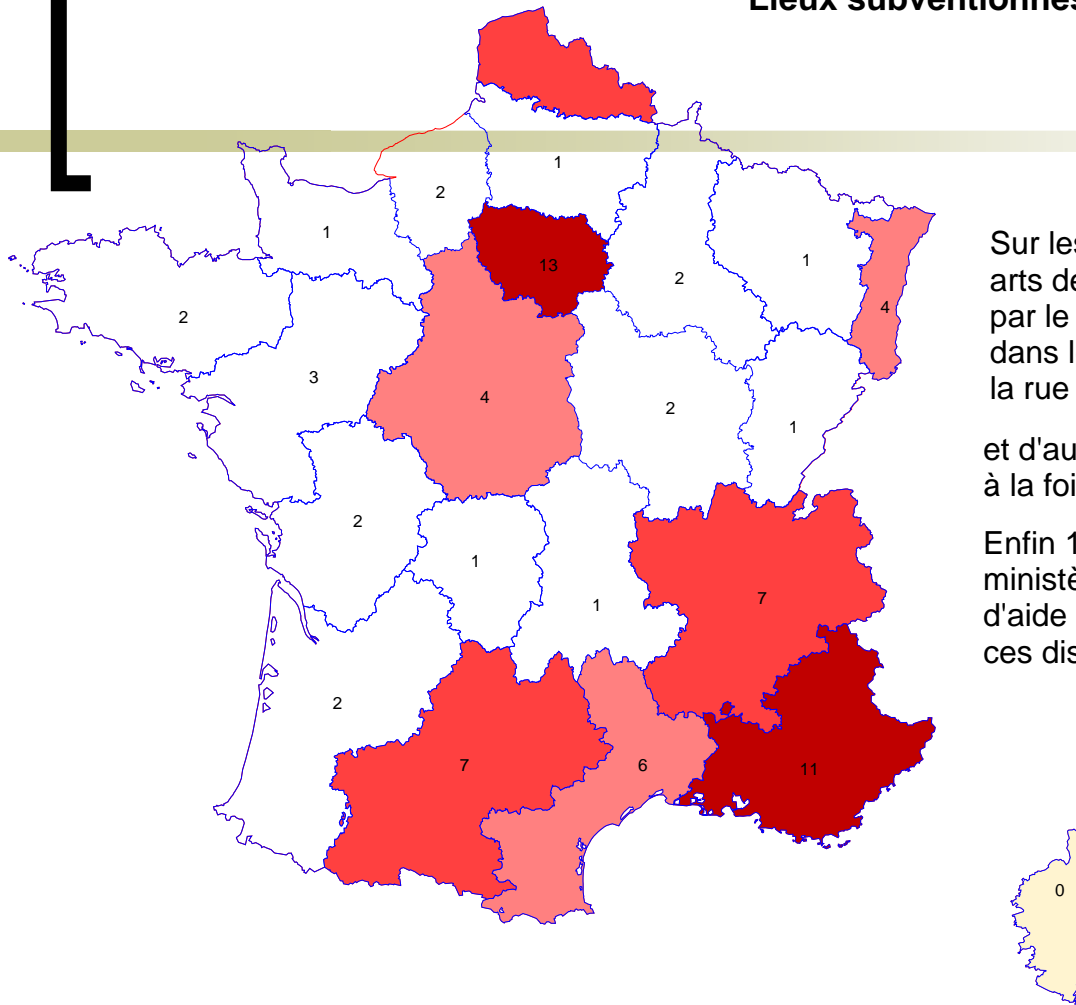 Lieux subventionnés
1
2
1
13
1
2
4
2
3
4
2
1
2
1
1
7
2
7
6
11
0
Sur les
arts de
par le
dans l
la rue
et d'au
à la foi
Enfin 1
ministè
d'aide
ces dis